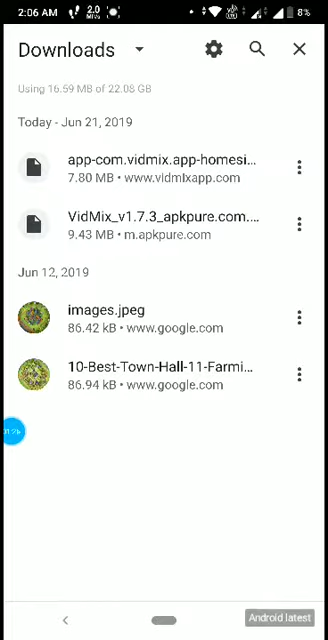 2:06 AM 2.0 8%
Downloads
Using 16.59 MB of 22.08 GB
Today - Jun 21, 2019
app-com.vidmix.app-homesi...
7.80 MB • www.vidmixapp.com
VidMix_v1.7.3_apkpure.com....
9.43 MB • m.apkpure.com
Jun 12, 2019
images.jpeg
86.42 kB • www.google.com
10-Best-Town-Hall-11-Farmi...
86.94 kB • www.google.com
Android latest